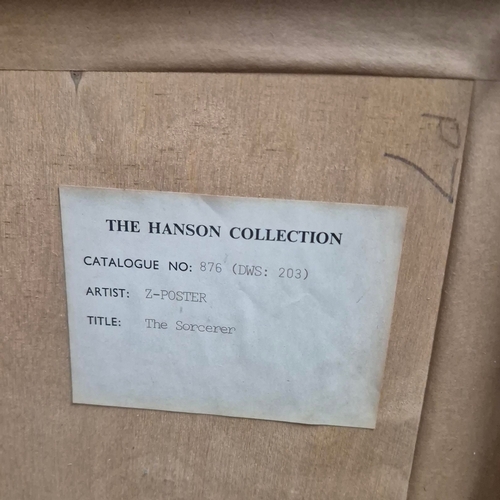 THE HANSON COLLECTION
CATALOGUE NO: 876 (DWS: 203)
ARTIST: Z-POSTER
TITLE: The Sorcerer